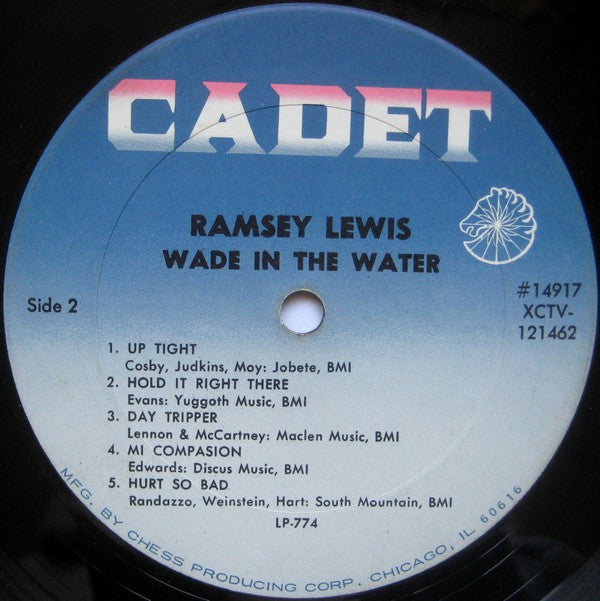 CADET
RAMSEY LEWIS
WADE IN THE WATER
Side 2
#14917
XCTV-
121462
1. UP TIGHT
Cosby, Judkins, Moy: Jobete, BMI
2. HOLD IT RIGHT THERE
Evans: Yuggoth Music, BMI
3. DAY TRIPPER
Lennon & McCartney: Maclen Music, BMI
4. MI COMPASION
Edwards: Discus Music, BMI
5. HURT SO BAD
Randazzo, Weinstein, Hart: South Mountain, BMI
LP-774
MFG. BY CHESS PRODUCING CORP. CHICAGO, IL 60616